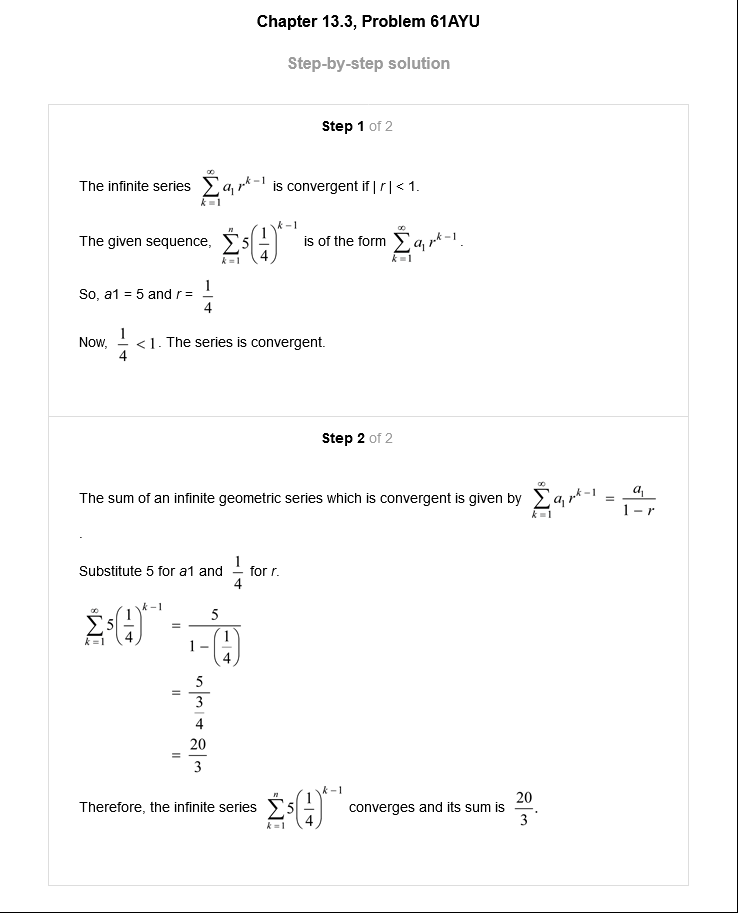 Chapter 13.3, Problem 61AYU
Step-by-step solution
Step 1 of 2
The infinite series $\sum_{k=1}^{\infty} a_1 r^{k-1}$ is convergent if | r | < 1.
The given sequence, $\sum_{k=1}^{n} 5\left(\frac{1}{4}\right)^{k-1}$ is of the form $\sum_{k=1}^{\infty} a_1 r^{k-1}$.
So, a1 = 5 and r = $\frac{1}{4}$
Now, $\frac{1}{4} < 1$. The series is convergent.
Step 2 of 2
The sum of an infinite geometric series which is convergent is given by $\sum_{k=1}^{\infty} a_1 r^{k-1} = \frac{a_1}{1-r}$
.
Substitute 5 for a1 and $\frac{1}{4}$ for r.
$\sum_{k=1}^{\infty} 5\left(\frac{1}{4}\right)^{k-1} = \frac{5}{1-\left(\frac{1}{4}\right)}$
$= \frac{5}{\frac{3}{4}}$
$= \frac{20}{3}$
Therefore, the infinite series $\sum_{k=1}^{n} 5\left(\frac{1}{4}\right)^{k-1}$ converges and its sum is $\frac{20}{3}$.